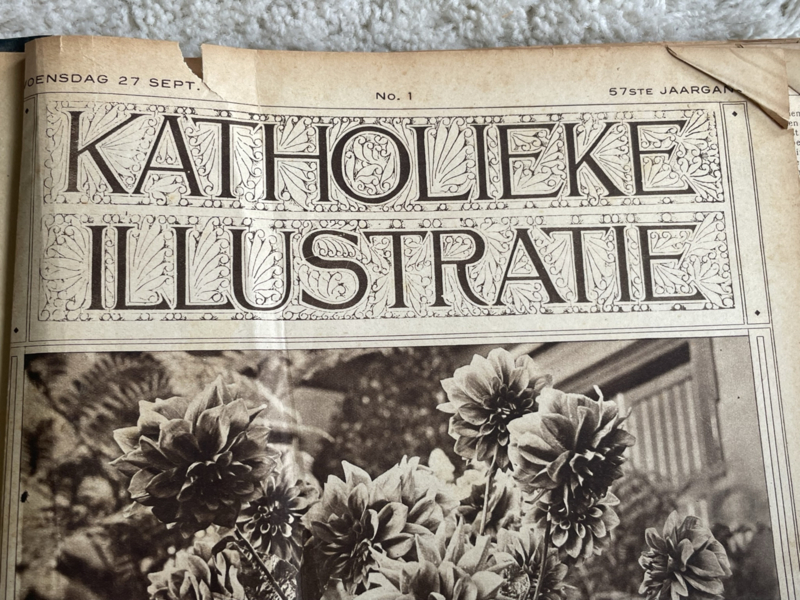 WOENSDAG 27 SEPT. No. 1 57STE JAARGANG
KATHOLIEKE
ILLUSTRATIE